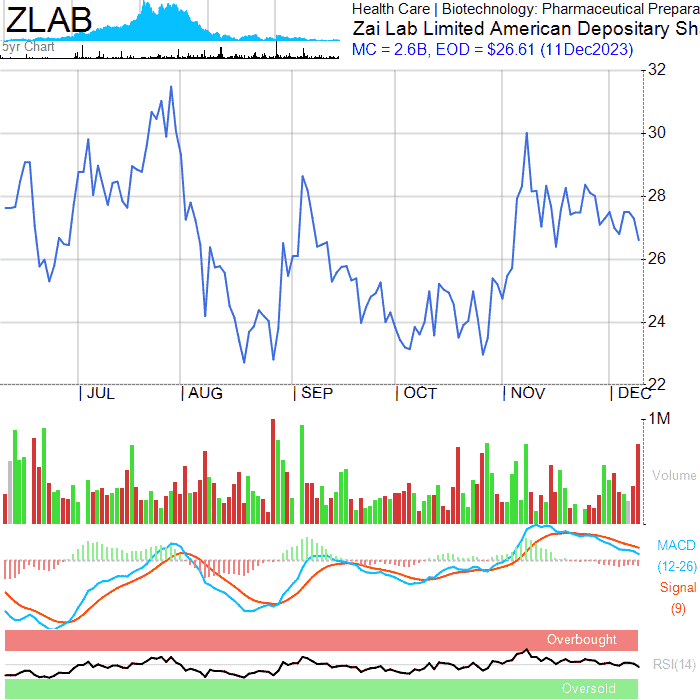 ZLAB
5yr Chart
Health Care | Biotechnology: Pharmaceutical Prepara
Zai Lab Limited American Depositary Sh
MC = 2.6B, EOD = $26.61 (11Dec2023)
32
30
28
26
24
22
| JUL | AUG | SEP | OCT | NOV | DEC
1M
Volume
MACD
(12-26)
Signal
(9)
Overbought
RSI(14)
Oversold